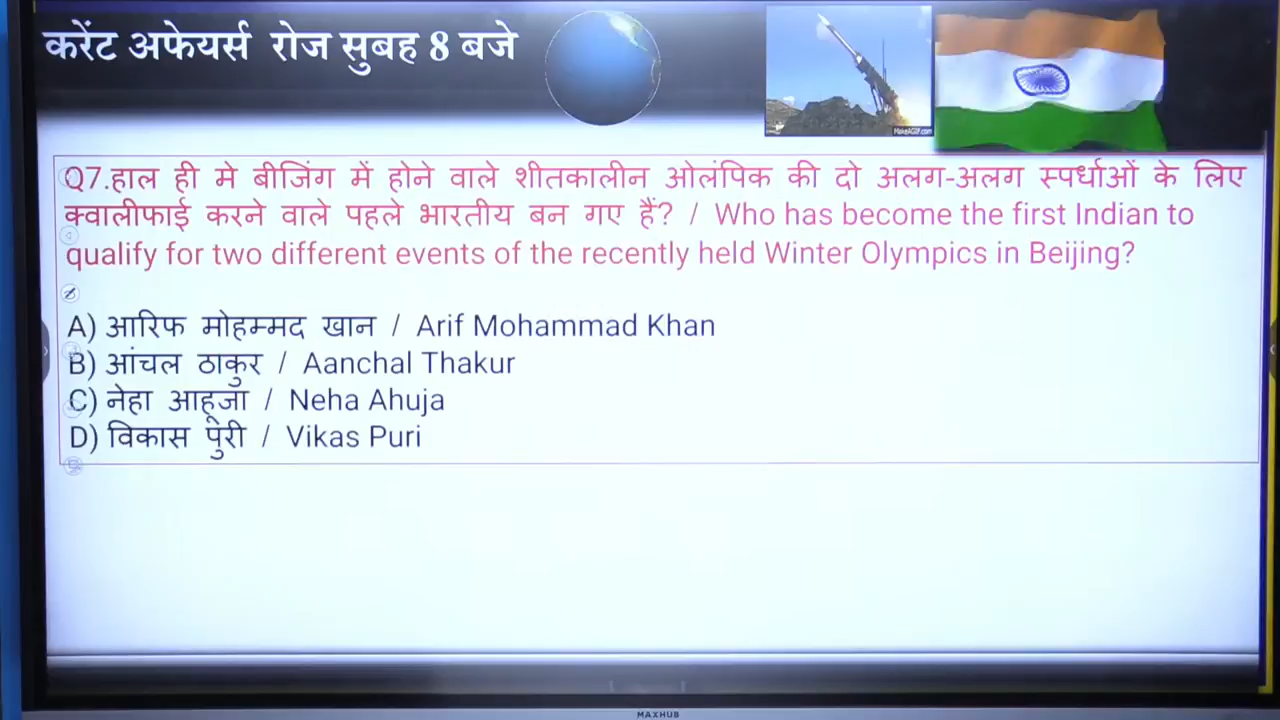 करेंट अफेयर्स रोज सुबह 8 बजे
MakeAGif.com
Q7.हाल ही मे बीजिंग में होने वाले शीतकालीन ओलंपिक की दो अलग-अलग स्पर्धाओं के लिए
क्वालीफाई करने वाले पहले भारतीय बन गए हैं? / Who has become the first Indian to
qualify for two different events of the recently held Winter Olympics in Beijing?
A) आरिफ मोहम्मद खान / Arif Mohammad Khan
B) आंचल ठाकुर / Aanchal Thakur
C) नेहा आहूजा / Neha Ahuja
D) विकास पुरी / Vikas Puri
MAXHUB